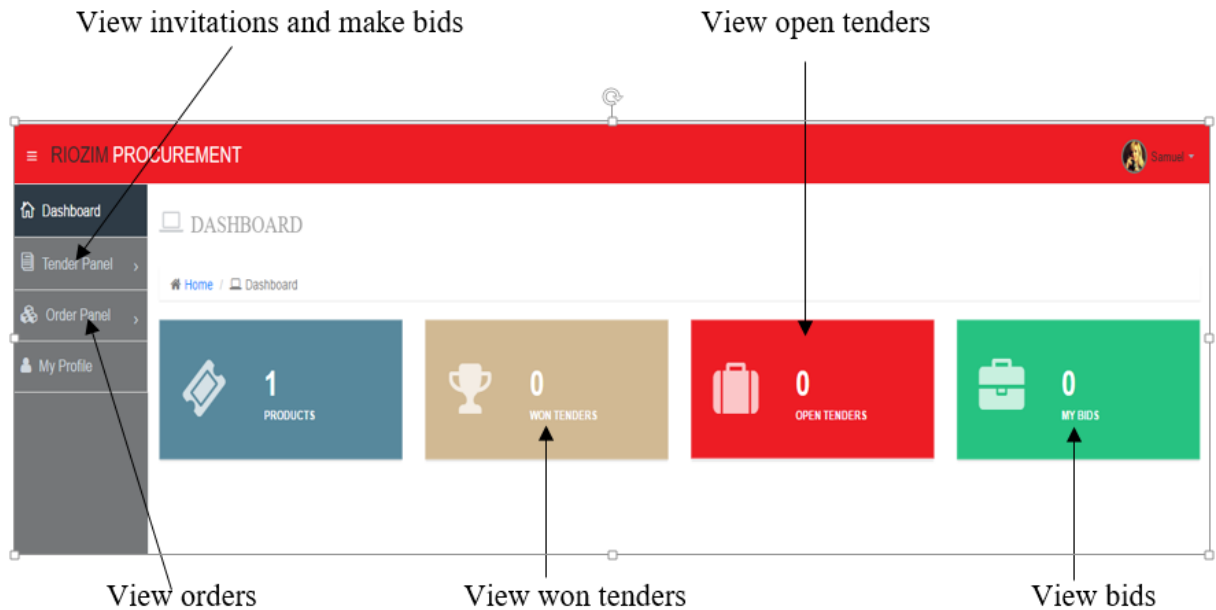 View invitations and make bids
View open tenders
RIOZIM PROCUREMENT
Samuel
Dashboard
DASHBOARD
Tender Panel
Home / Dashboard
Order Panel
My Profile
1
PRODUCTS
0
WON TENDERS
0
OPEN TENDERS
0
MY BIDS
View orders
View won tenders
View bids